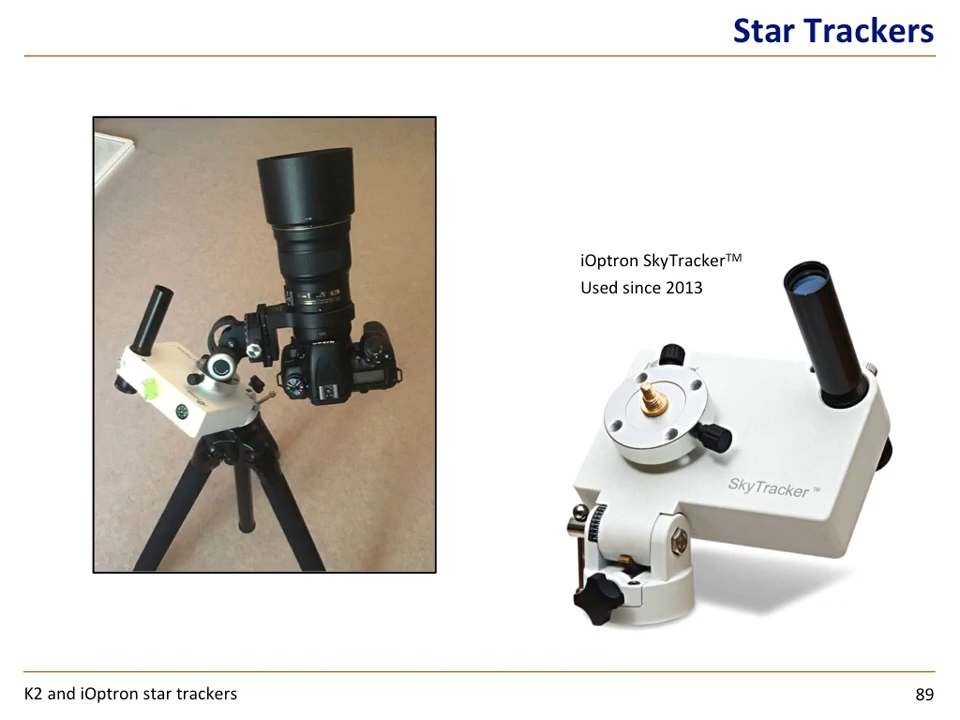 Star Trackers
iOptron SkyTracker™
Used since 2013
SkyTracker ™
K2 and iOptron star trackers
89